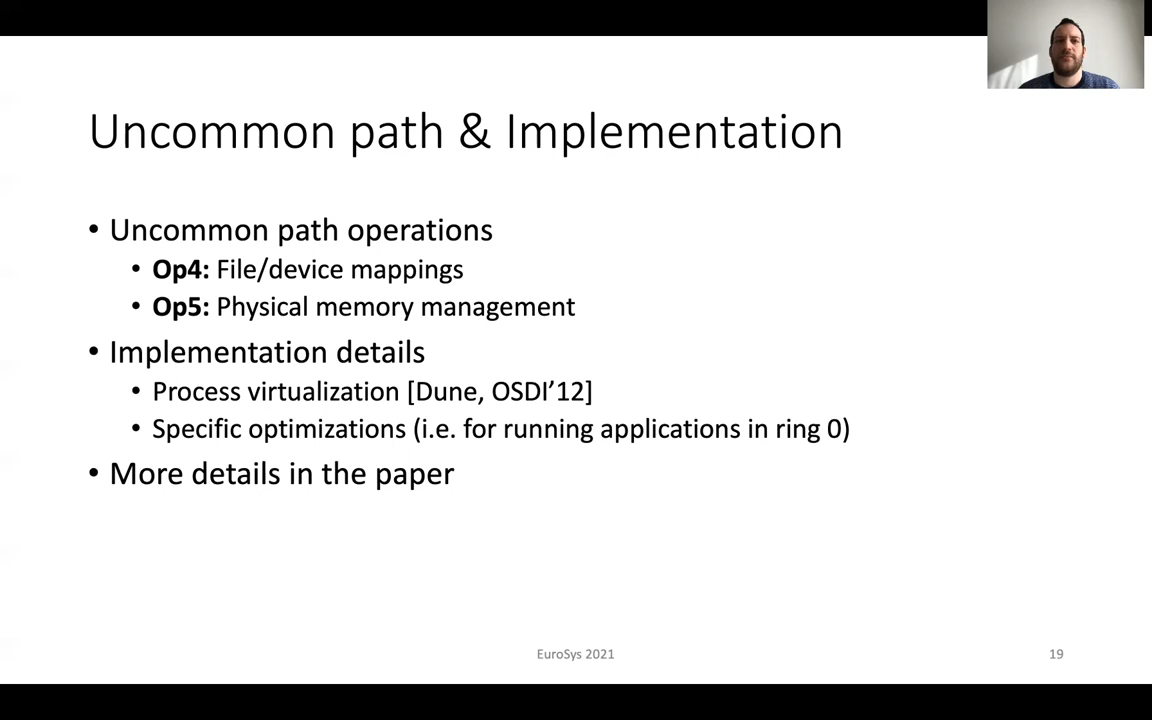 Uncommon path & Implementation
• Uncommon path operations
• Op4: File/device mappings
• Op5: Physical memory management
• Implementation details
• Process virtualization [Dune, OSDI’12]
• Specific optimizations (i.e. for running applications in ring 0)
• More details in the paper
EuroSys 2021
19